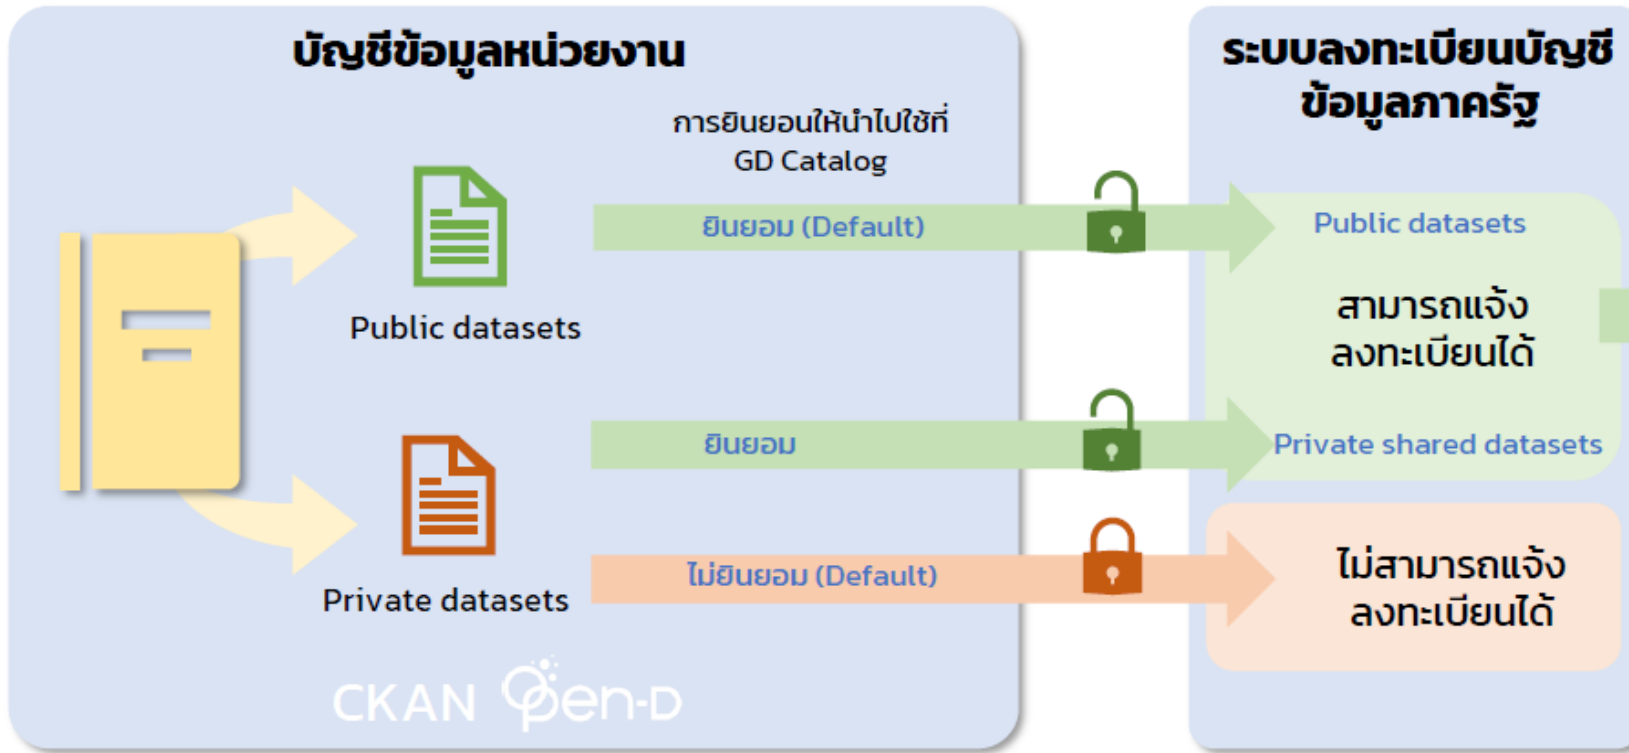 บัญชีข้อมูลหน่วยงาน
การยินยอนให้นำไปใช้ที่
GD Catalog
ยินยอม (Default)
Public datasets
ยินยอม
ไม่ยินยอม (Default)
Private datasets
CKAN Open-D
ระบบลงทะเบียนบัญชี
ข้อมูลภาครัฐ
Public datasets
สามารถแจ้ง
ลงทะเบียนได้
Private shared datasets
ไม่สามารถแจ้ง
ลงทะเบียนได้